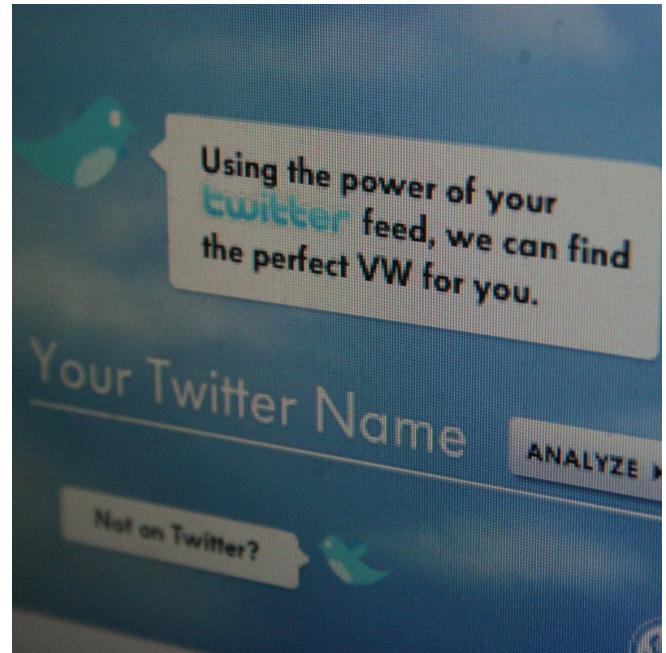 Using the power of your
twitter feed, we can find
the perfect VW for you.
Your Twitter Name
ANALYZE
Not on Twitter?